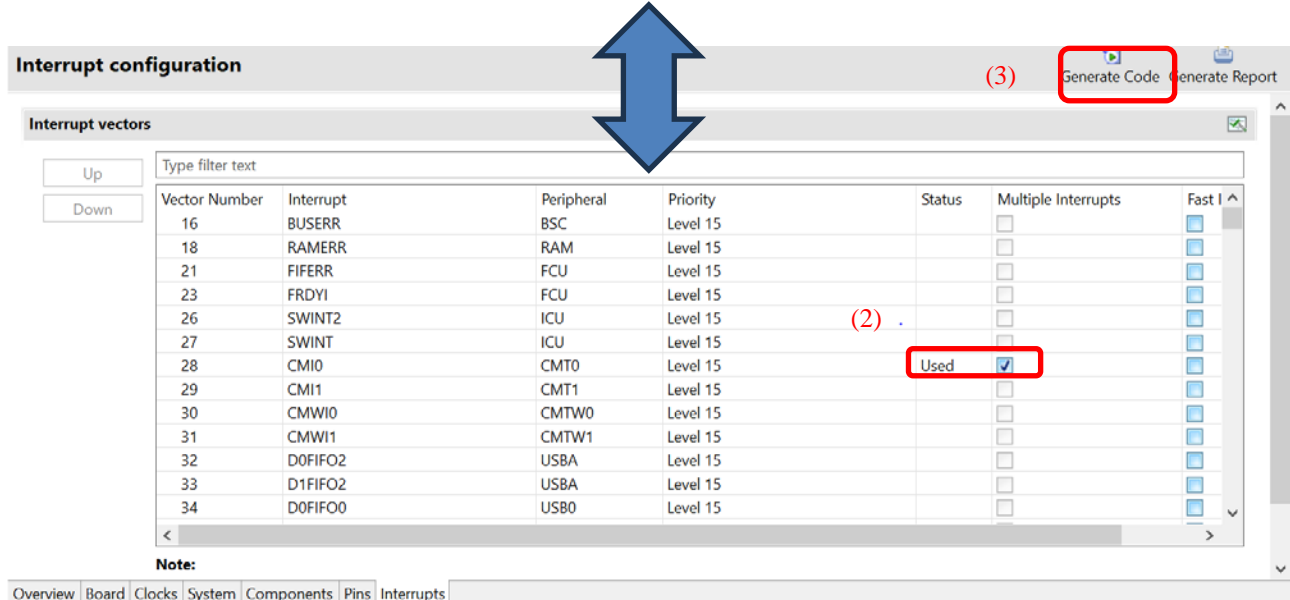 Interrupt configuration
(3)
Generate Code Generate Report
Interrupt vectors
Up
Down
Type filter text
Vector Number Interrupt Peripheral Priority Status Multiple Interrupts Fast I
16 BUSERR BSC Level 15
18 RAMERR RAM Level 15
21 FIFERR FCU Level 15
23 FRDYI FCU Level 15
26 SWINT2 ICU Level 15
(2)
27 SWINT ICU Level 15
28 CMI0 CMT0 Level 15 Used
29 CMI1 CMT1 Level 15
30 CMWI0 CMTW0 Level 15
31 CMWI1 CMTW1 Level 15
32 D0FIFO2 USBA Level 15
33 D1FIFO2 USBA Level 15
34 D0FIFO0 USB0 Level 15
Note:
Overview Board Clocks System Components Pins Interrupts